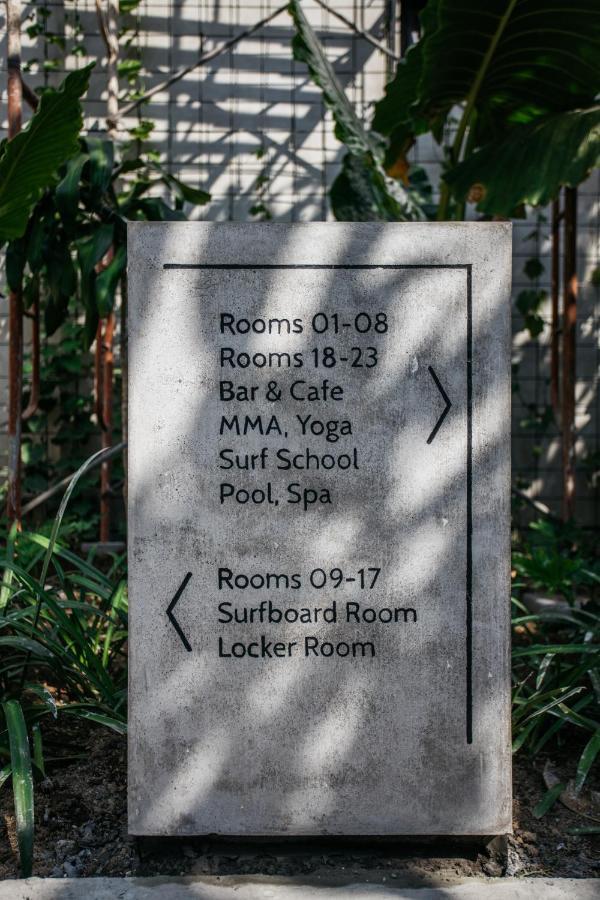 Rooms 01-08
Rooms 18-23
Bar & Cafe
MMA, Yoga
Surf School
Pool, Spa
Rooms 09-17
Surfboard Room
Locker Room